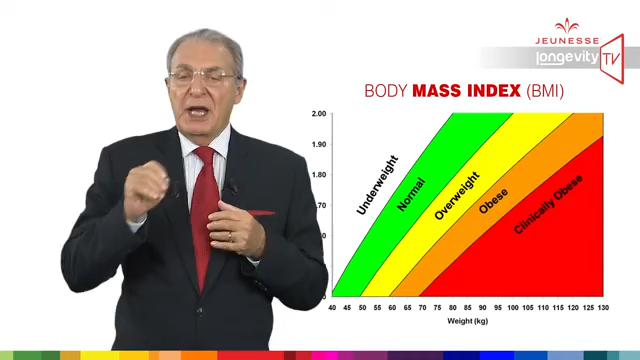 JEUNESSE
longevity TV
BODY MASS INDEX (BMI)
2.00
1.90
1.80
.70
Underweight
Normal
Overweight
Obese
Clinically Obese
40 45 50 55 60 65 70 75 80 85 90 95 100 105 110 115 120 125 130
Weight (kg)